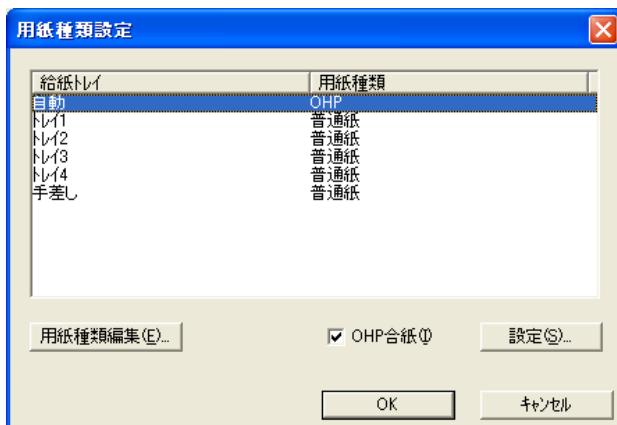 用紙種類設定
給紙トレイ 用紙種類
自動 OHP
トレイ1 普通紙
トレイ2 普通紙
トレイ3 普通紙
トレイ4 普通紙
手差し 普通紙
用紙種類編集(E)... OHP合紙(I) 設定(S)...
OK キャンセル